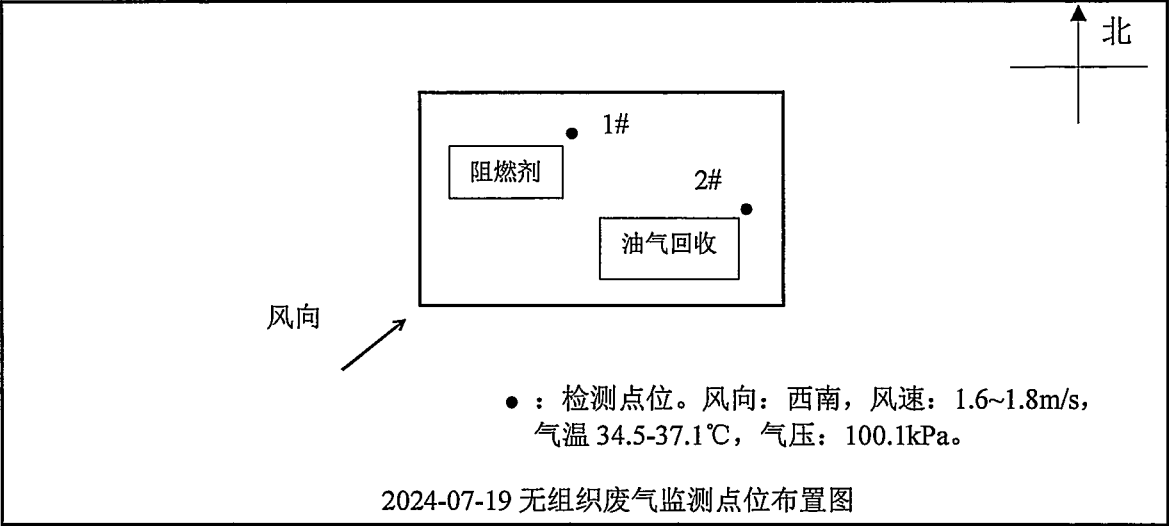 北
1#
阻燃剂
2#
油气回收
风向
：检测点位。风向：西南，风速：1.6~1.8m/s，
气温 34.5-37.1℃，气压：100.1kPa。
2024-07-19 无组织废气监测点位布置图